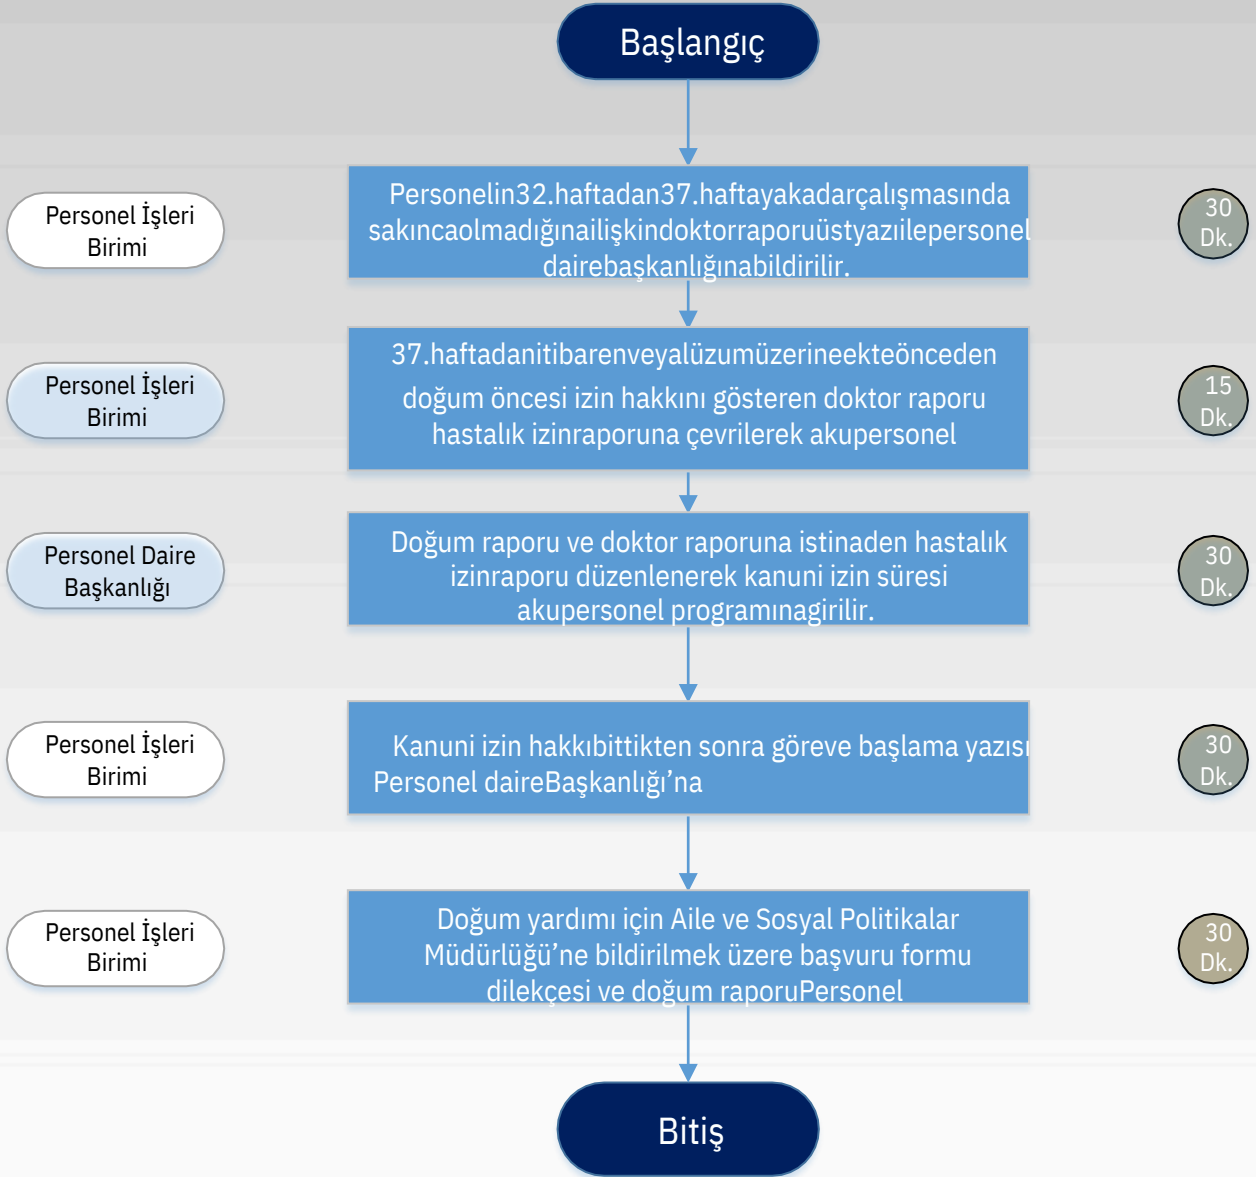 Başlangıç
Personel İşleri
Birimi
Personelin32.haftadan37.haftayakadarçalışmasında
sakıncaolmadığınailişkindoktorraporuüstyazıilepersonel
dairebaşkanlığınabildirilir.
30
Dk.
Personel İşleri
Birimi
37.haftadanitibarenveyalüzumüzerineekteönceden
doğum öncesi izin hakkını gösteren doktor raporu
hastalık izinraporuna çevrilerek akupersonel
15
Dk.
Personel Daire
Başkanlığı
Doğum raporu ve doktor raporuna istinaden hastalık
izinraporu düzenlenerek kanuni izin süresi
akupersonel programınagirilir.
30
Dk.
Personel İşleri
Birimi
Kanuni izin hakkıbittikten sonra göreve başlama yazısı
Personel daireBaşkanlığı’na
30
Dk.
Personel İşleri
Birimi
Doğum yardımı için Aile ve Sosyal Politikalar
Müdürlüğü’ne bildirilmek üzere başvuru formu
dilekçesi ve doğum raporuPersonel
30
Dk.
Bitiş